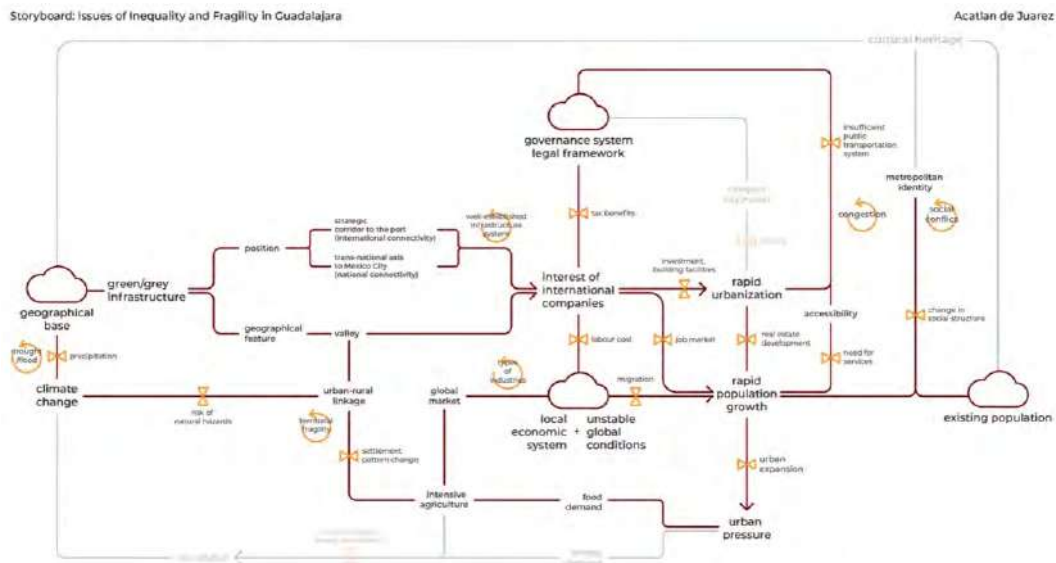 Storyboard: Issues of Inequality and Fragility in Guadalajara
Acatlan de Juarez
cultural heritage
governance system
legal framework
insufficient
public
transportation
system
metropolitan
identity
congestion
social
conflict
tax benefits
well-established
infrastructure
system
strategic
corridor to the port
(international connectivity)
position
trans-national axis
to Mexico City
(national connectivity)
green/grey
infrastructure
geographical
base
interest of
international
companies
investment,
building facilities
rapid
urbanization
accessibility
geographical
feature
valley
change in
social structure
drought
flood
precipitation
labour cost
job market
real estate
development
need for
services
climate
change
risk of
natural hazards
urban-rural
linkage
territorial
fragility
global
market
types
of
industries
migration
rapid
population
growth
existing population
local
economic
system
+
unstable
global
conditions
settlement
pattern change
urban
expansion
intensive
agriculture
food
demand
urban
pressure